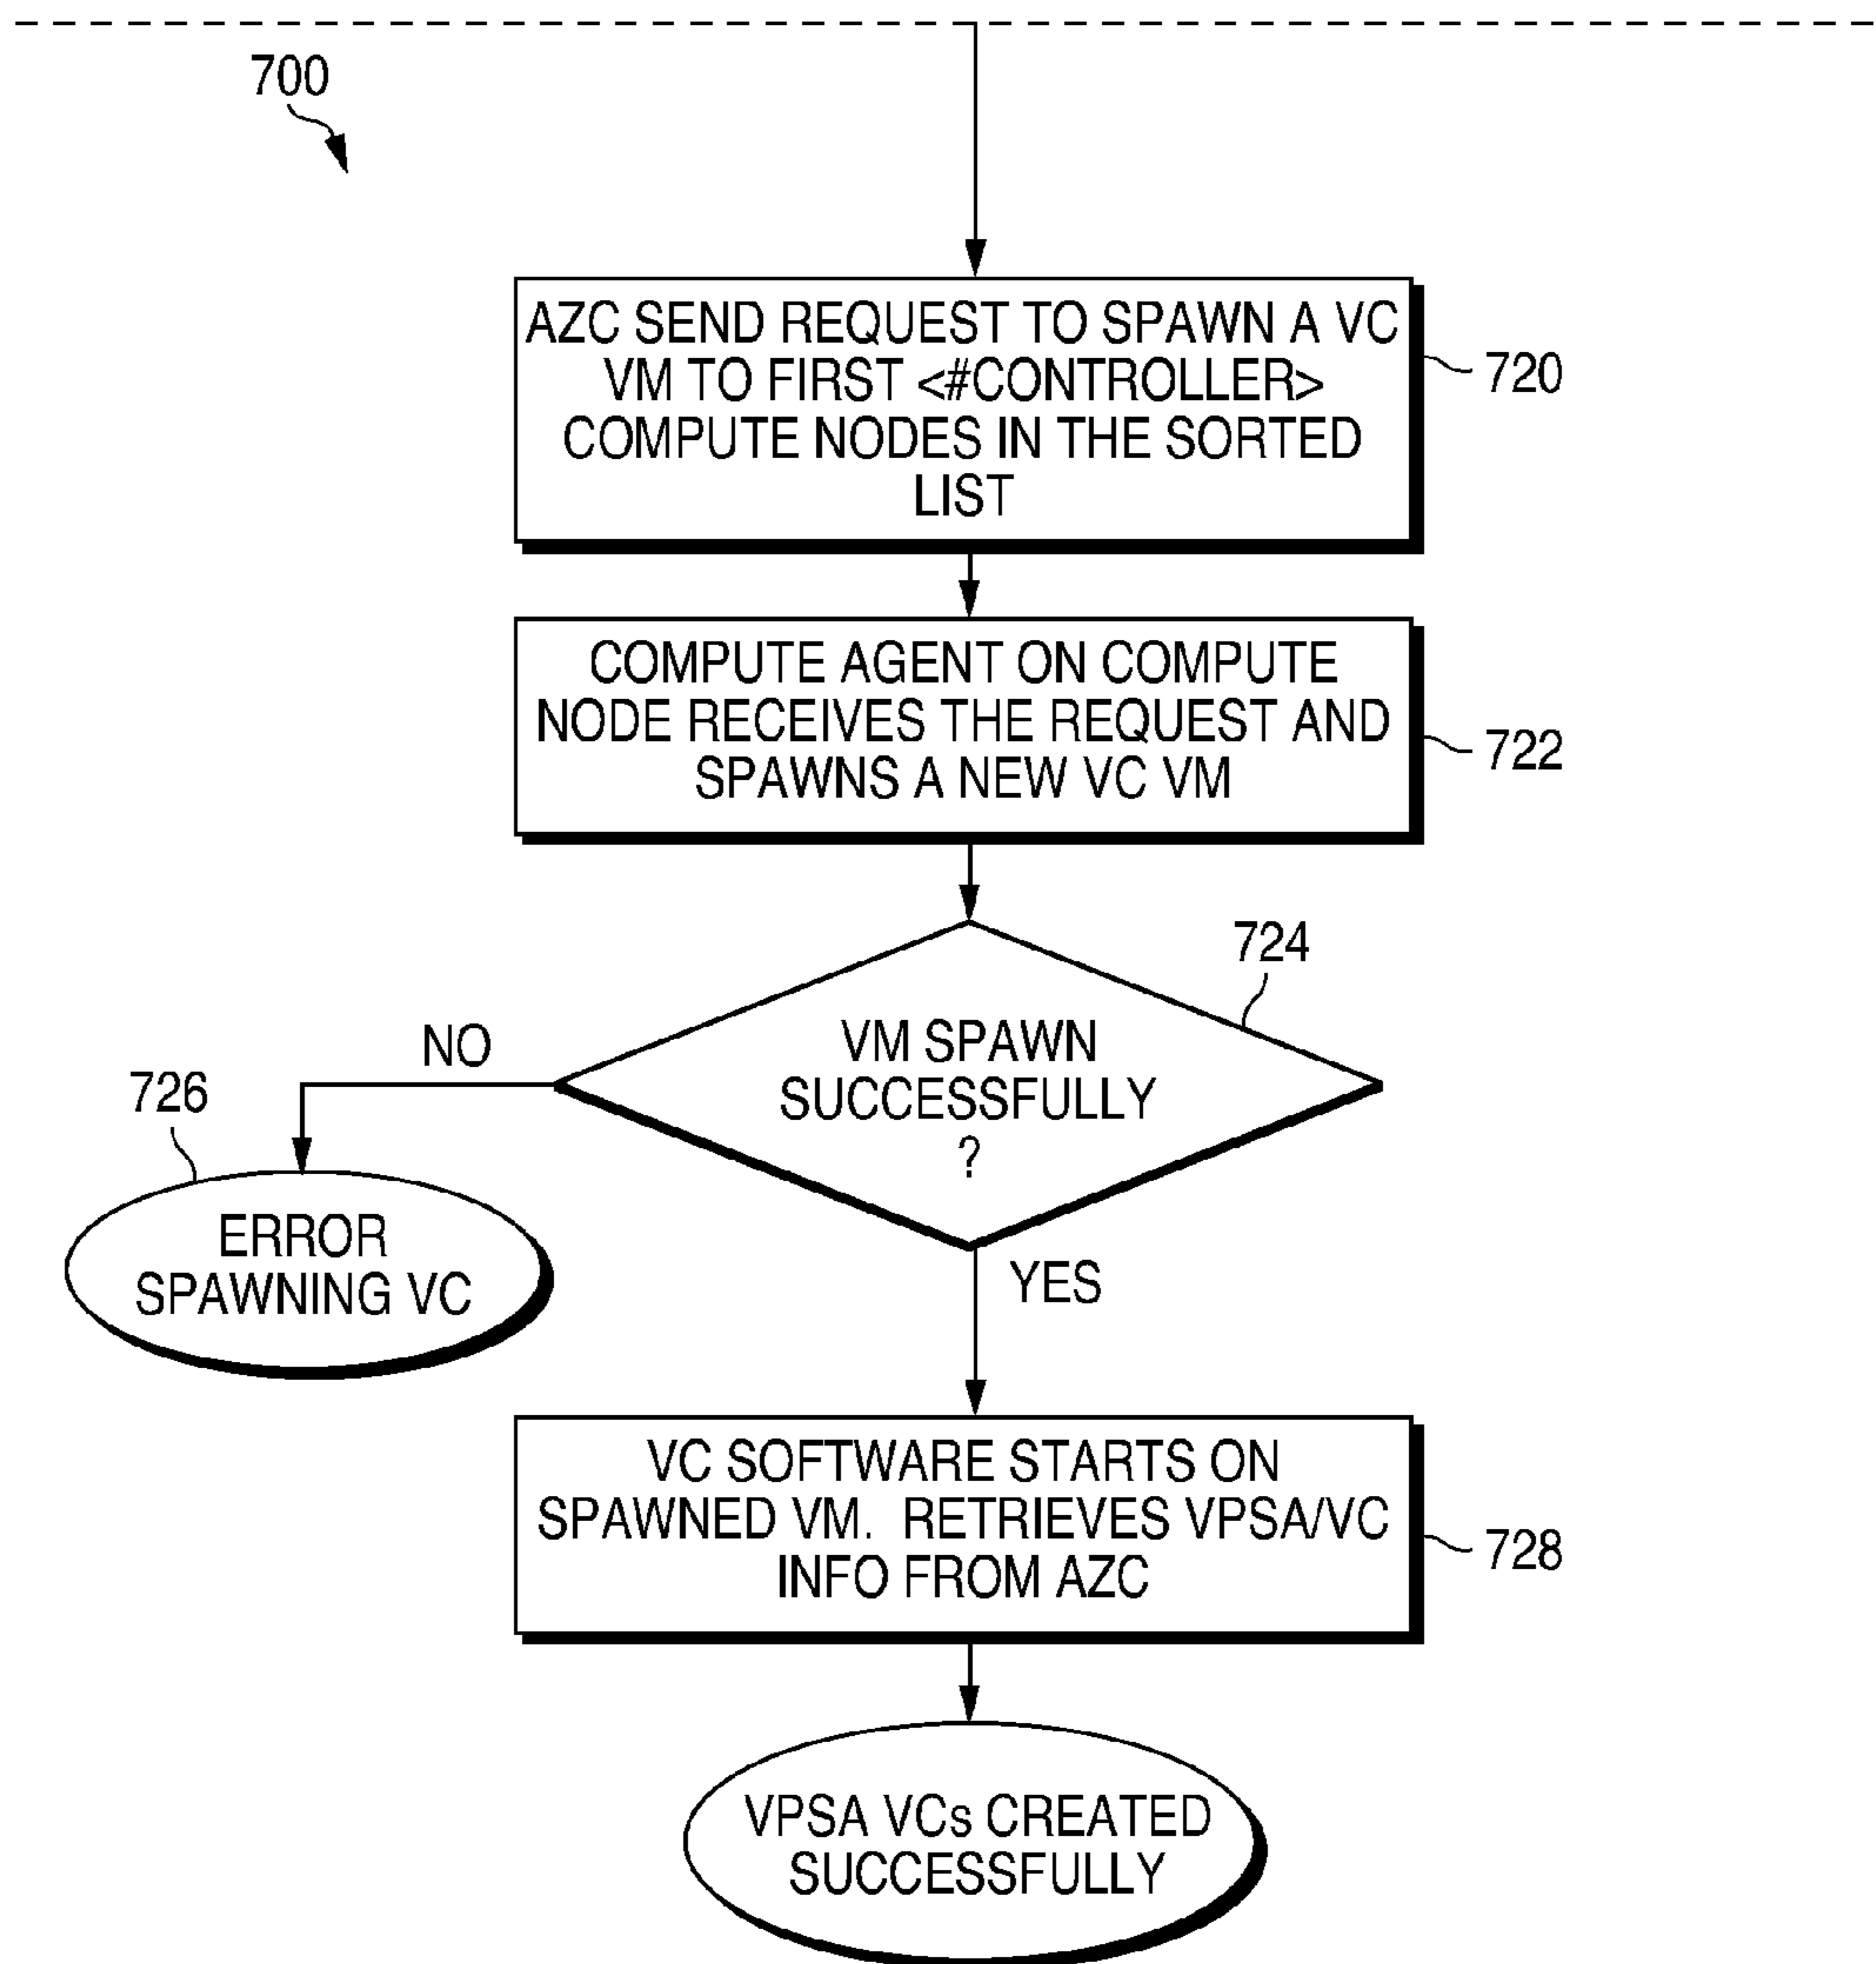 700
AZC SEND REQUEST TO SPAWN A VC
VM TO FIRST <#CONTROLLER>
COMPUTE NODES IN THE SORTED
LIST
720
COMPUTE AGENT ON COMPUTE
NODE RECEIVES THE REQUEST AND
SPAWNS A NEW VC VM
722
724
VM SPAWN
SUCCESSFULLY
?
NO
726
ERROR
SPAWNING VC
YES
VC SOFTWARE STARTS ON
SPAWNED VM. RETRIEVES VPSA/VC
INFO FROM AZC
728
VPSA VCs CREATED
SUCCESSFULLY